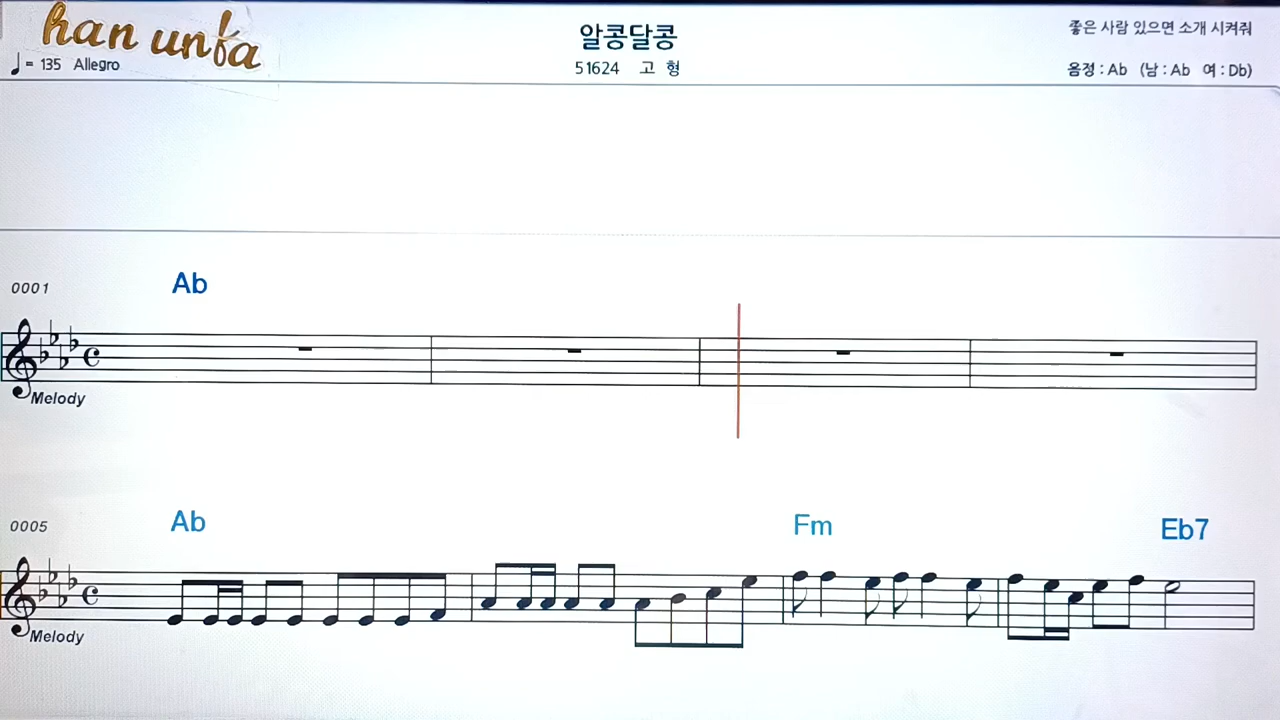 han unfa
알콩달콩
좋은 사람 있으면 소개 시켜줘
♩ = 135 Allegro
51624 고 형
음정 : Ab (남 : Ab 여 : Db)
Ab
0001
Melody
Ab Fm Eb7
0005
Melody